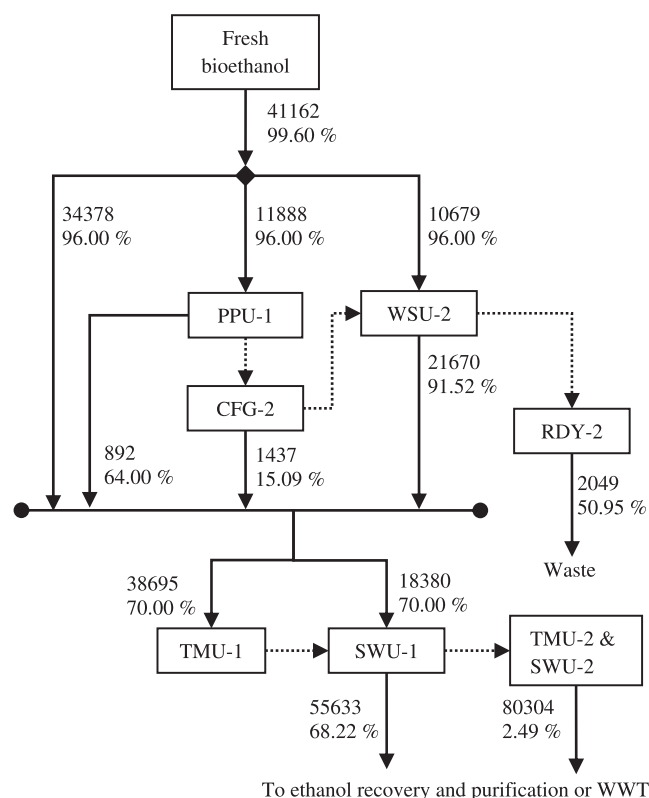 Fresh
bioethanol
41162
99.60 %
34378
96.00 %
11888
96.00 %
10679
96.00 %
PPU-1
WSU-2
21670
91.52 %
CFG-2
RDY-2
892
64.00 %
1437
15.09 %
2049
50.95 %
Waste
38695
70.00 %
18380
70.00 %
TMU-1
SWU-1
TMU-2 &
SWU-2
55633
68.22 %
80304
2.49 %
To ethanol recovery and purification or WWT